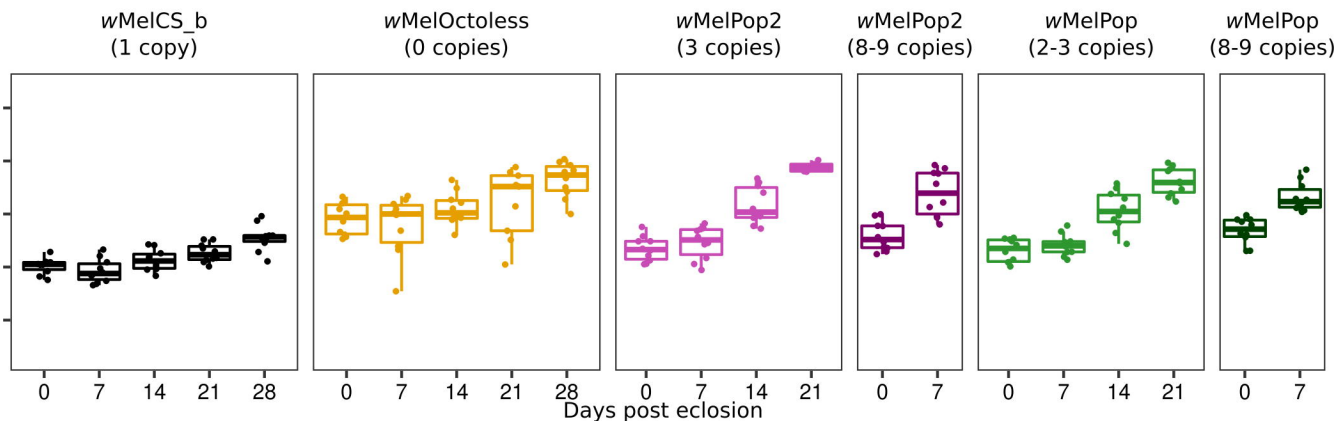 wMelCS_b
(1 copy)
wMelOctoless
(0 copies)
wMelPop2
(3 copies)
wMelPop2
(8-9 copies)
wMelPop
(2-3 copies)
wMelPop
(8-9 copies)
0 7 14 21 28
0 7 14 21 28
0 7 14 21
0 7
0 7 14 21
0 7
Days post eclosion